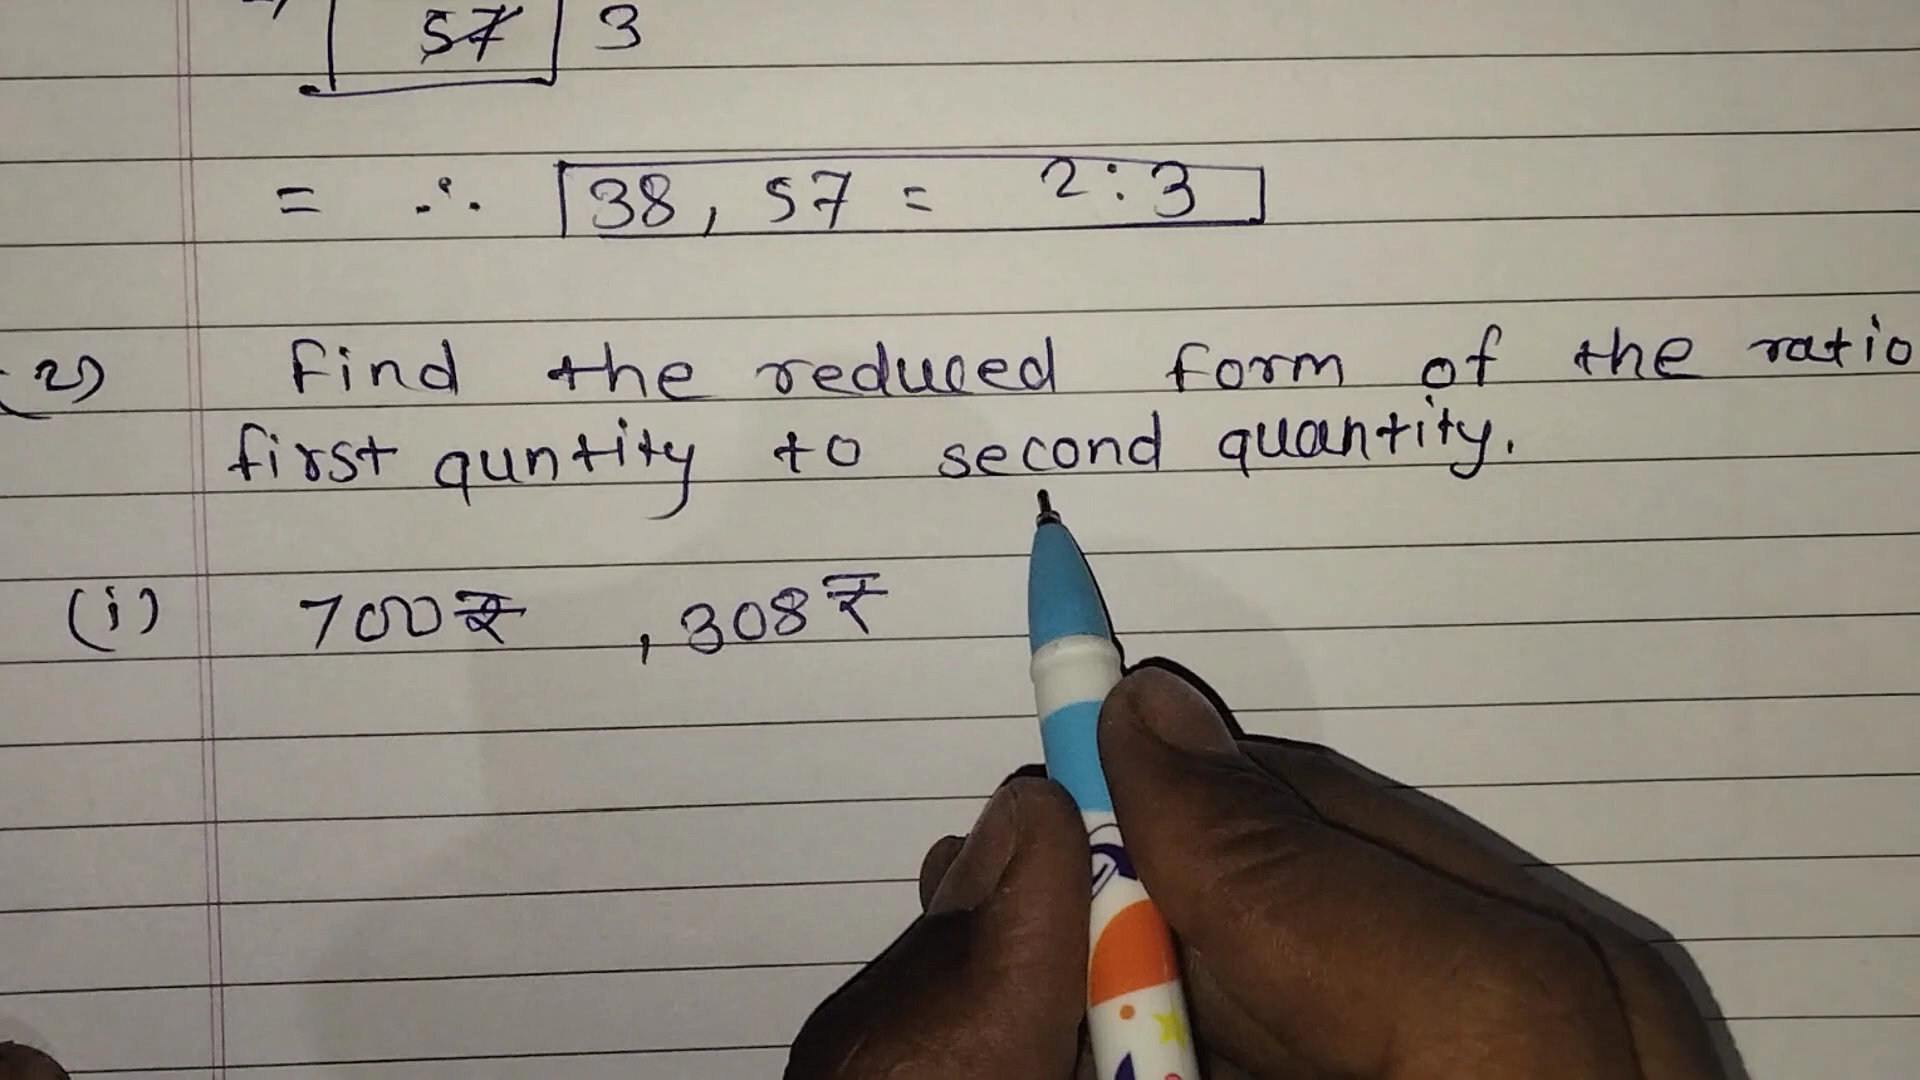 57 3
= ∴ 38, 57 = 2:3
2) Find the reduced form of the ratio
first quntity to second quantity.
(i) 700₹ , 308₹